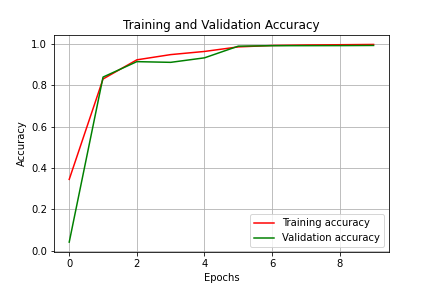 Training and Validation Accuracy
1.0
0.8
0.6
0.4
0.2
0.0
Accuracy
Training accuracy
Validation accuracy
0 2 4 6 8
Epochs